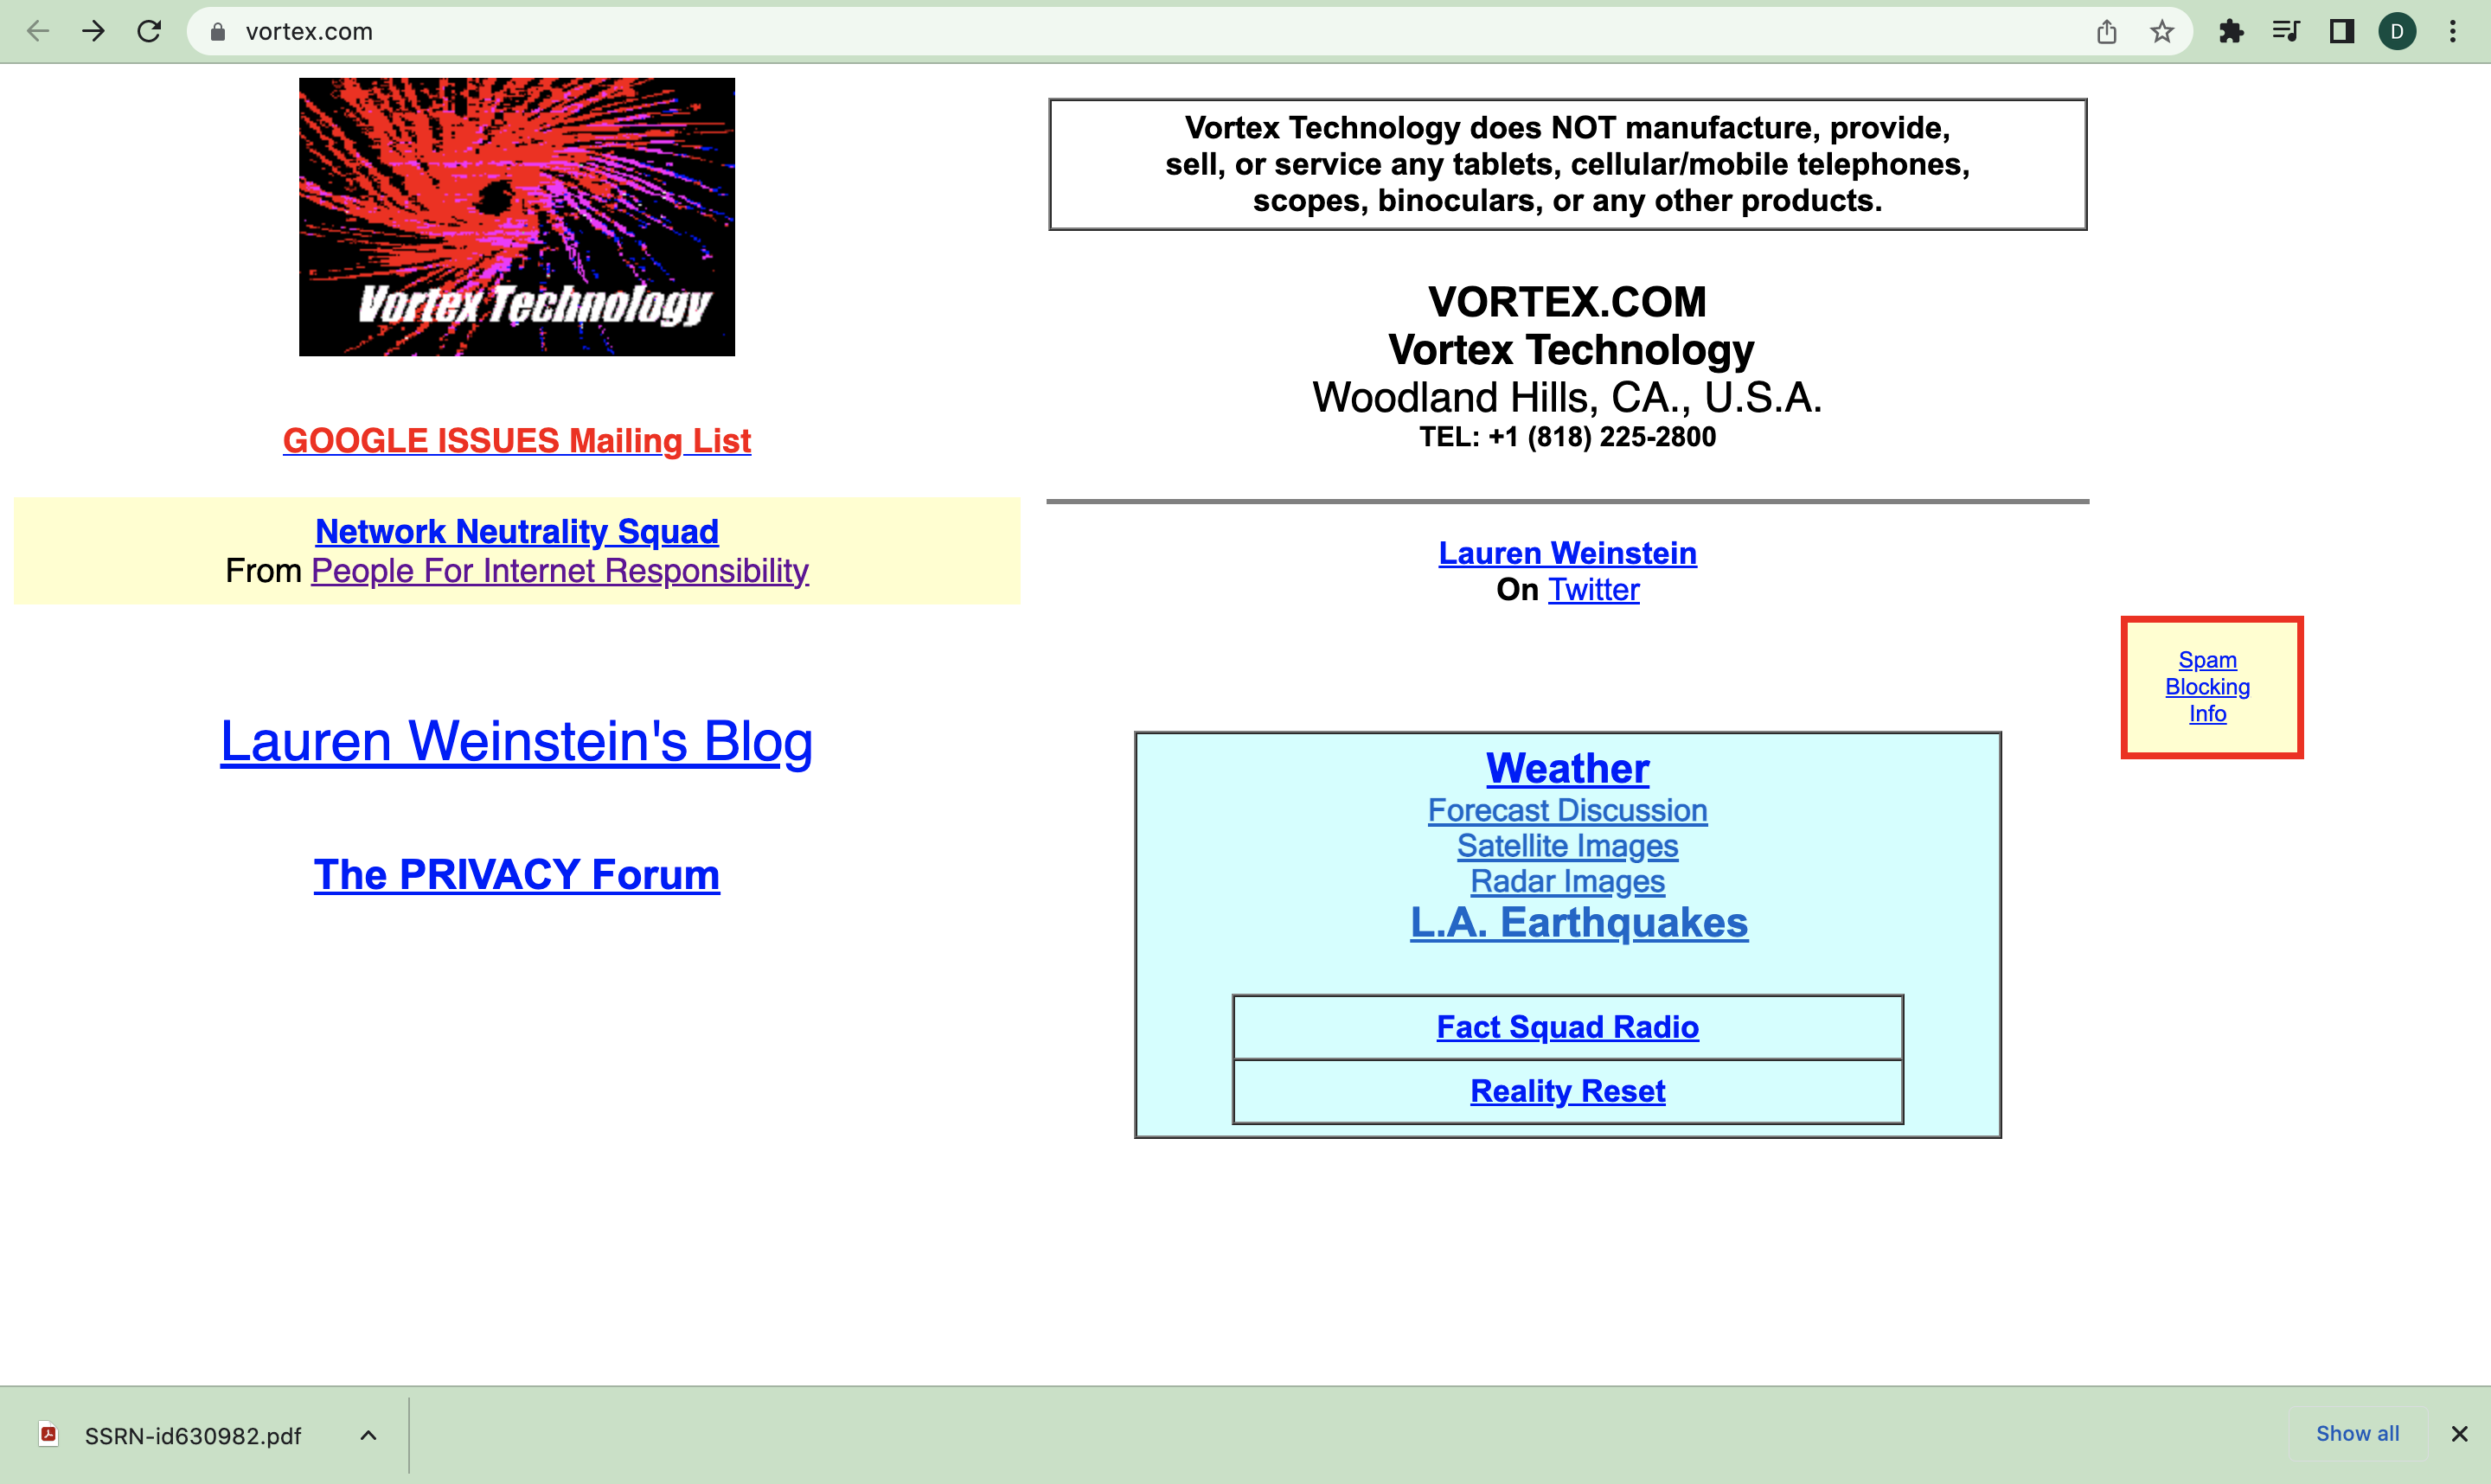 vortex.com
D
Vortex Technology
GOOGLE ISSUES Mailing List
Network Neutrality Squad
From People For Internet Responsibility
Lauren Weinstein's Blog
The PRIVACY Forum
Vortex Technology does NOT manufacture, provide,
sell, or service any tablets, cellular/mobile telephones,
scopes, binoculars, or any other products.
VORTEX.COM
Vortex Technology
Woodland Hills, CA., U.S.A.
TEL: +1 (818) 225-2800
Lauren Weinstein
On Twitter
Weather
Forecast Discussion
Satellite Images
Radar Images
L.A. Earthquakes
Fact Squad Radio
Reality Reset
Spam
Blocking
Info
SSRN-id630982.pdf
Show all